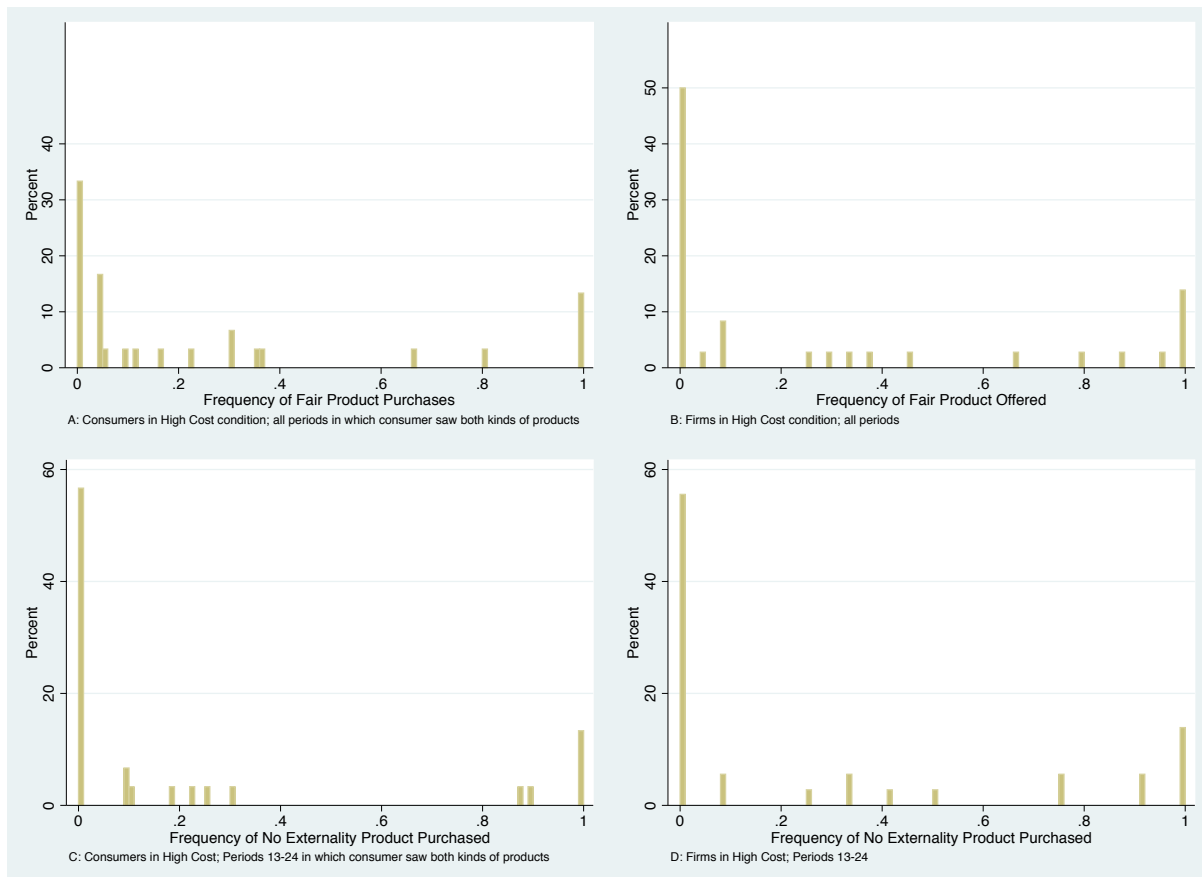 Percent
0 10 20 30 40
0 .2 .4 .6 .8 1
Frequency of Fair Product Purchases
A: Consumers in High Cost condition; all periods in which consumer saw both kinds of products
Percent
0 10 20 30 40 50
0 .2 .4 .6 .8 1
Frequency of Fair Product Offered
B: Firms in High Cost condition; all periods
Percent
0 20 40 60
0 .2 .4 .6 .8 1
Frequency of No Externality Product Purchased
C: Consumers in High Cost; Periods 13-24 in which consumer saw both kinds of products
Percent
0 20 40 60
0 .2 .4 .6 .8 1
Frequency of No Externality Product Purchased
D: Firms in High Cost; Periods 13-24